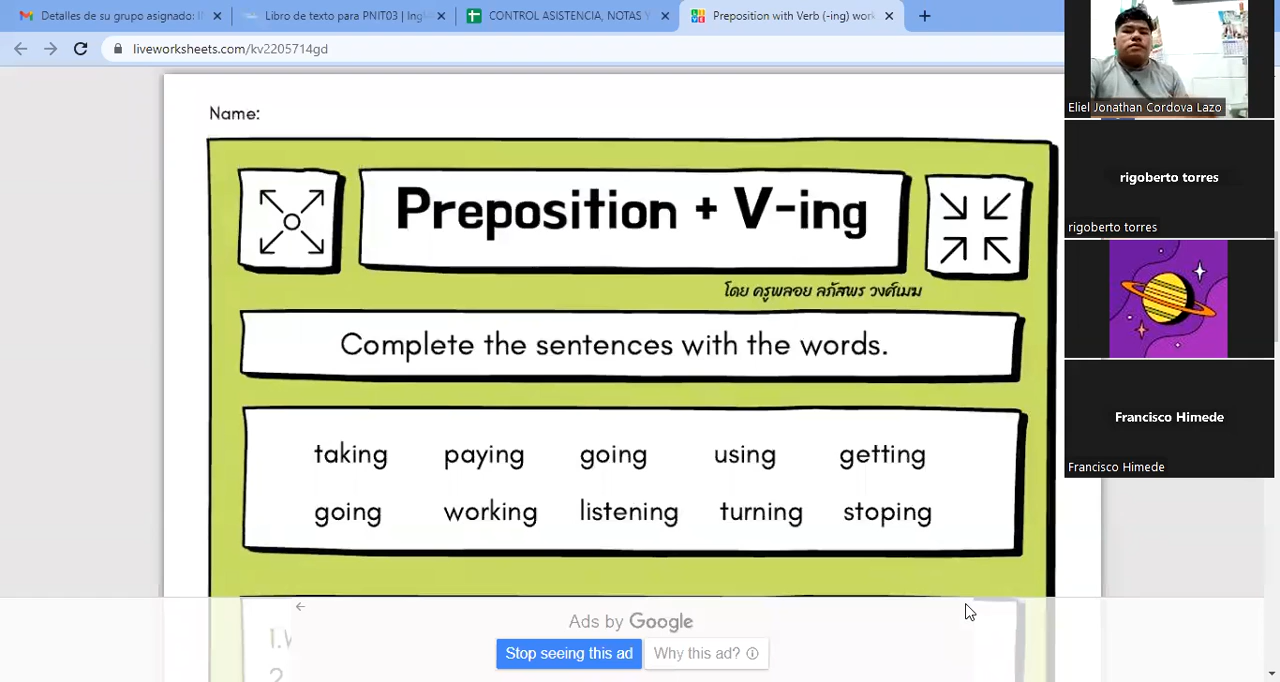 Detalles de su grupo asignado: I
Libro de texto para PNIT03 | Ingl
CONTROL ASISTENCIA, NOTAS Y
Preposition with Verb (-ing) work
liveworksheets.com/kv2205714gd
Name:
Preposition + V-ing
โดย ครูพลอย ลภัสพร วงศ์เมฆ
Complete the sentences with the words.
taking paying going using getting
going working listening turning stoping
1.
2
Ads by Google
Stop seeing this ad
Why this ad?
Eliel Jonathan Cordova Lazo
rigoberto torres
rigoberto torres
Francisco Himede
Francisco Himede